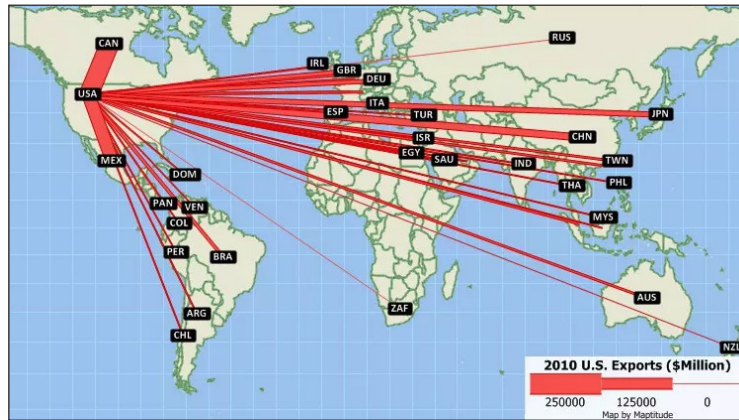 CAN
RUS
IRL
GBR
DEU
USA
ITA
ESP
TUR
JPN
CHN
ISR
EGY
SAU
IND
TWN
MEX
DOM
THA
PHL
PAN
VEN
COL
MYS
PER
BRA
AUS
ARG
ZAF
CHL
NZL
2010 U.S. Exports ($Million)
250000 125000 0
Map by Maptitude